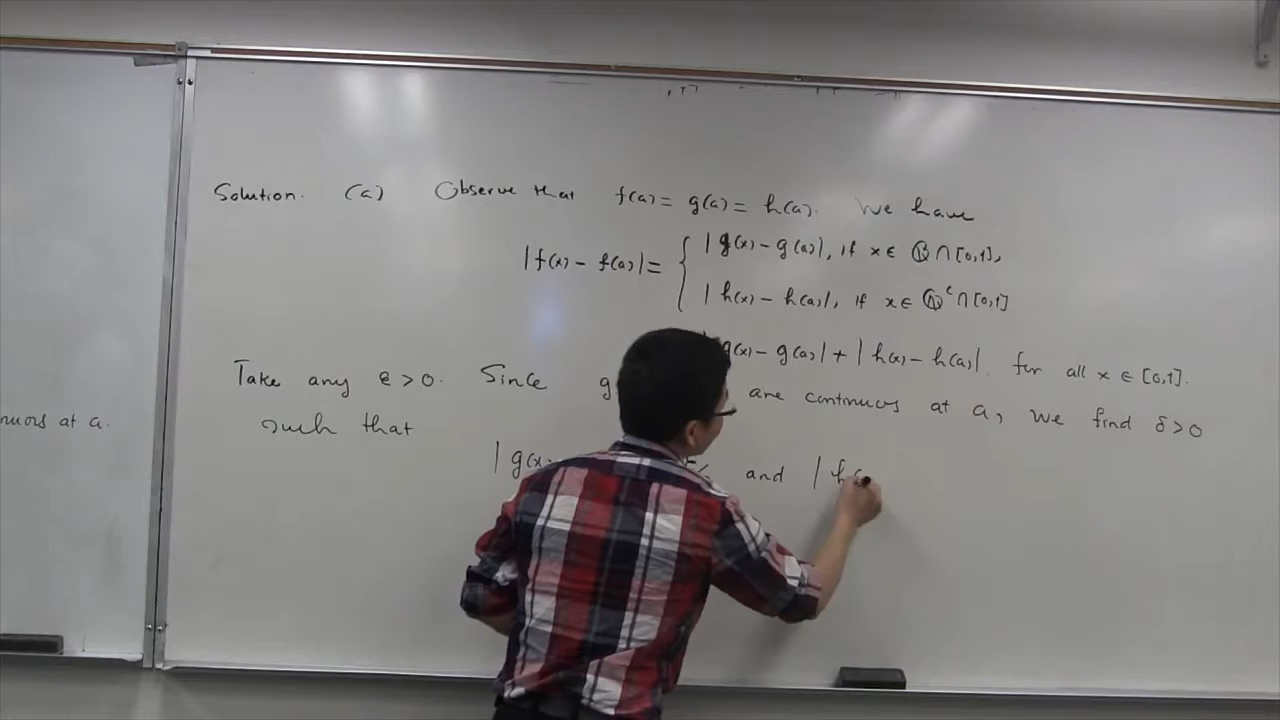 nuous at a.
Solution. (a) Observe that f(a) = g(a) = h(a). We have
|f(x) - f(a)| = { |g(x) - g(a)|, if x ∈ ℚ ∩ [0,1],
|h(x) - h(a)|, if x ∈ ℚᶜ ∩ [0,1]
g(x) - g(a)| + |h(x) - h(a)|. for all x ∈ [0,1].
Take any ε > 0. Since g are continuous at a, we find δ > 0
such that
|g(x) and |h(